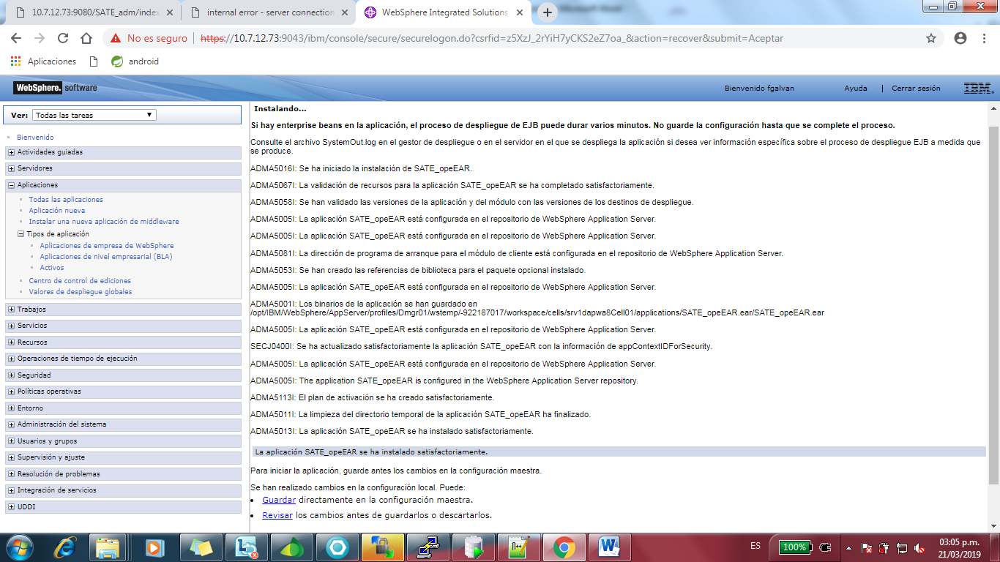 10.7.12.73:9080/SATE_adm/index
internal error - server connection
WebSphere Integrated Solutions
No es seguro
https://10.7.12.73:9043/ibm/console/secure/securelogon.do?csrfid=z5XzJ_2rYiH7yCKS2eZ7oa_&action=recover&submit=Aceptar
Aplicaciones
android
WebSphere. software
Bienvenido fgalvan
Ayuda
Cerrar sesión
IBM.
Ver: Todas las tareas
Bienvenido
Actividades guiadas
Servidores
Aplicaciones
Todas las aplicaciones
Aplicación nueva
Instalar una nueva aplicación de middleware
Tipos de aplicación
Aplicaciones de empresa de WebSphere
Aplicaciones de nivel empresarial (BLA)
Activos
Centro de control de ediciones
Valores de despliegue globales
Trabajos
Servicios
Recursos
Operaciones de tiempo de ejecución
Seguridad
Políticas operativas
Entorno
Administración del sistema
Usuarios y grupos
Supervisión y ajuste
Resolución de problemas
Integración de servicios
UDDI
Instalando...
Si hay enterprise beans en la aplicación, el proceso de despliegue de EJB puede durar varios minutos. No guarde la configuración hasta que se complete el proceso.
Consulte el archivo SystemOut.log en el gestor de despliegue o en el servidor en el que se despliega la aplicación si desea ver información específica sobre el proceso de despliegue EJB a medida que
se produce.
ADMA5016I: Se ha iniciado la instalación de SATE_opeEAR.
ADMA5067I: La validación de recursos para la aplicación SATE_opeEAR se ha completado satisfactoriamente.
ADMA5058I: Se han validado las versiones de la aplicación y del módulo con las versiones de los destinos de despliegue.
ADMA5005I: La aplicación SATE_opeEAR está configurada en el repositorio de WebSphere Application Server.
ADMA5005I: La aplicación SATE_opeEAR está configurada en el repositorio de WebSphere Application Server.
ADMA5081I: La dirección de programa de arranque para el módulo de cliente está configurada en el repositorio de WebSphere Application Server.
ADMA5053I: Se han creado las referencias de biblioteca para el paquete opcional instalado.
ADMA5005I: La aplicación SATE_opeEAR está configurada en el repositorio de WebSphere Application Server.
ADMA5001I: Los binarios de la aplicación se han guardado en
/opt/IBM/WebSphere/AppServer/profiles/Dmgr01/wstemp/-922187017/workspace/cells/srv1dapwa8Cell01/applications/SATE_opeEAR.ear/SATE_opeEAR.ear
ADMA5005I: La aplicación SATE_opeEAR está configurada en el repositorio de WebSphere Application Server.
SECJ0400I: Se ha actualizado satisfactoriamente la aplicación SATE_opeEAR con la información de appContextIDForSecurity.
ADMA5005I: La aplicación SATE_opeEAR está configurada en el repositorio de WebSphere Application Server.
ADMA5005I: The application SATE_opeEAR is configured in the WebSphere Application Server repository.
ADMA5113I: El plan de activación se ha creado satisfactoriamente.
ADMA5011I: La limpieza del directorio temporal de la aplicación SATE_opeEAR ha finalizado.
ADMA5013I: La aplicación SATE_opeEAR se ha instalado satisfactoriamente.
La aplicación SATE_opeEAR se ha instalado satisfactoriamente.
Para iniciar la aplicación, guarde antes los cambios en la configuración maestra.
Se han realizado cambios en la configuración local. Puede:
Guardar directamente en la configuración maestra.
Revisar los cambios antes de guardarlos o descartarlos.
ES
100%
03:05 p.m.
21/03/2019